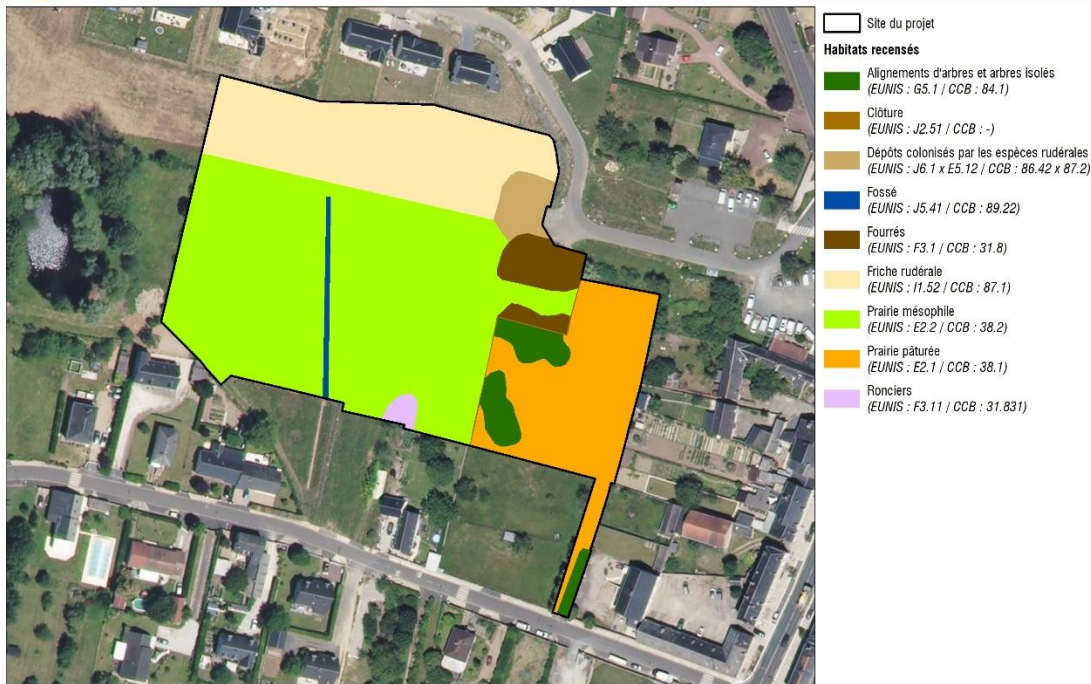 Site du projet
Habitats recensés
Alignements d'arbres et arbres isolés
(EUNIS : G5.1 / CCB : 84.1)
Clôture
(EUNIS : J2.51 / CCB : -)
Dépôts colonisés par les espèces rudérales
(EUNIS : J6.1 x E5.12 / CCB : 86.42 x 87.2)
Fossé
(EUNIS : J5.41 / CCB : 89.22)
Fourrés
(EUNIS : F3.1 / CCB : 31.8)
Friche rudérale
(EUNIS : I1.52 / CCB : 87.1)
Prairie mésophile
(EUNIS : E2.2 / CCB : 38.2)
Prairie pâturée
(EUNIS : E2.1 / CCB : 38.1)
Ronciers
(EUNIS : F3.11 / CCB : 31.831)